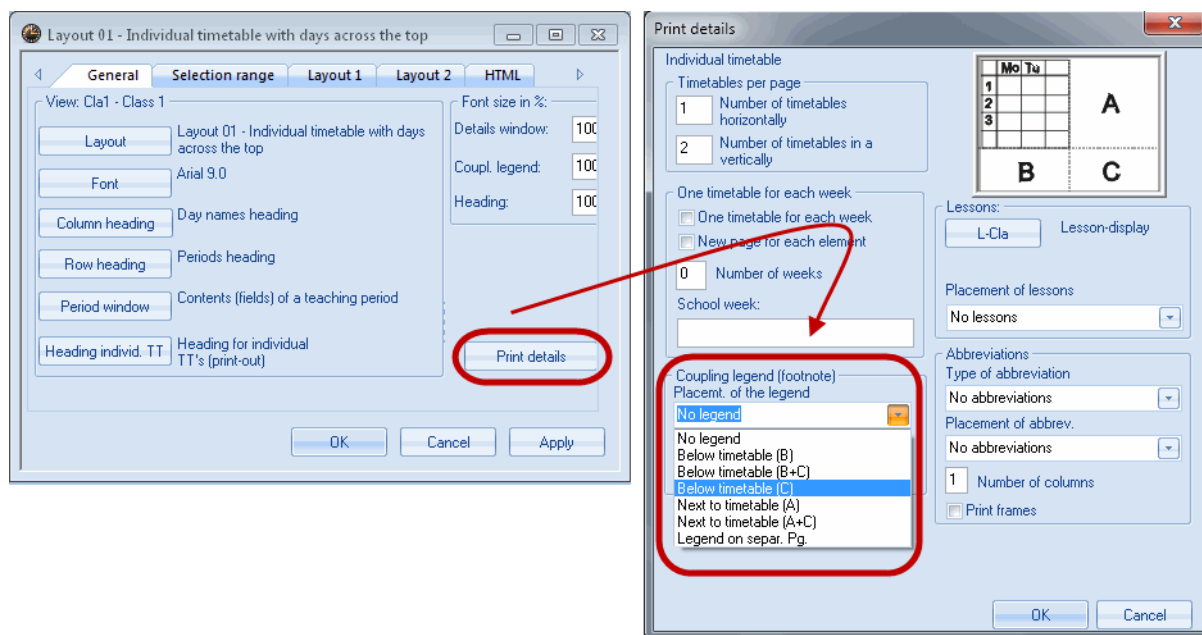 Layout 01 - Individual timetable with days across the top
General
Selection range
Layout 1
Layout 2
HTML
View: Cla1 - Class 1
Layout
Layout 01 - Individual timetable with days
across the top
Font
Arial 9.0
Column heading
Day names heading
Row heading
Periods heading
Period window
Contents (fields) of a teaching period
Heading individ. TT
Heading for individual
TT's (print-out)
Font size in %:
Details window:
100
Coupl. legend:
100
Heading:
100
Print details
OK
Cancel
Apply
Print details
Individual timetable
Timetables per page
1
Number of timetables
horizontally
2
Number of timetables in a
vertically
One timetable for each week
One timetable for each week
New page for each element
0
Number of weeks
School week:
Coupling legend (footnote)
Placemt. of the legend
No legend
No legend
Below timetable (B)
Below timetable (B+C)
Below timetable (C)
Next to timetable (A)
Next to timetable (A+C)
Legend on separ. Pg.
Mo Tu
1
2
3
A
B
C
Lessons:
L-Cla
Lesson-display
Placement of lessons
No lessons
Abbreviations
Type of abbreviation
No abbreviations
Placement of abbrev.
No abbreviations
1
Number of columns
Print frames
OK
Cancel